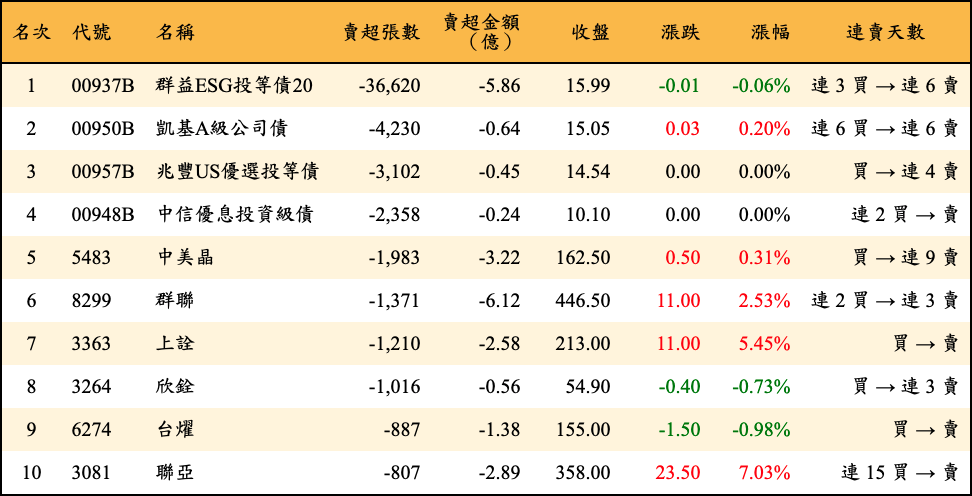 名次 代號 名稱 賣超張數 賣超金額（億） 收盤 漲跌 漲幅 連賣天數
1 00937B 群益ESG投等債20 -36,620 -5.86 15.99 -0.01 -0.06% 連 3 買 → 連 6 賣
2 00950B 凱基A級公司債 -4,230 -0.64 15.05 0.03 0.20% 連 6 買 → 連 6 賣
3 00957B 兆豐US優選投等債 -3,102 -0.45 14.54 0.00 0.00% 買 → 連 4 賣
4 00948B 中信優息投資級債 -2,358 -0.24 10.10 0.00 0.00% 連 2 買 → 賣
5 5483 中美晶 -1,983 -3.22 162.50 0.50 0.31% 買 → 連 9 賣
6 8299 群聯 -1,371 -6.12 446.50 11.00 2.53% 連 2 買 → 連 3 賣
7 3363 上詮 -1,210 -2.58 213.00 11.00 5.45% 買 → 賣
8 3264 欣銓 -1,016 -0.56 54.90 -0.40 -0.73% 買 → 連 3 賣
9 6274 台燿 -887 -1.38 155.00 -1.50 -0.98% 買 → 賣
10 3081 聯亞 -807 -2.89 358.00 23.50 7.03% 連 15 買 → 賣